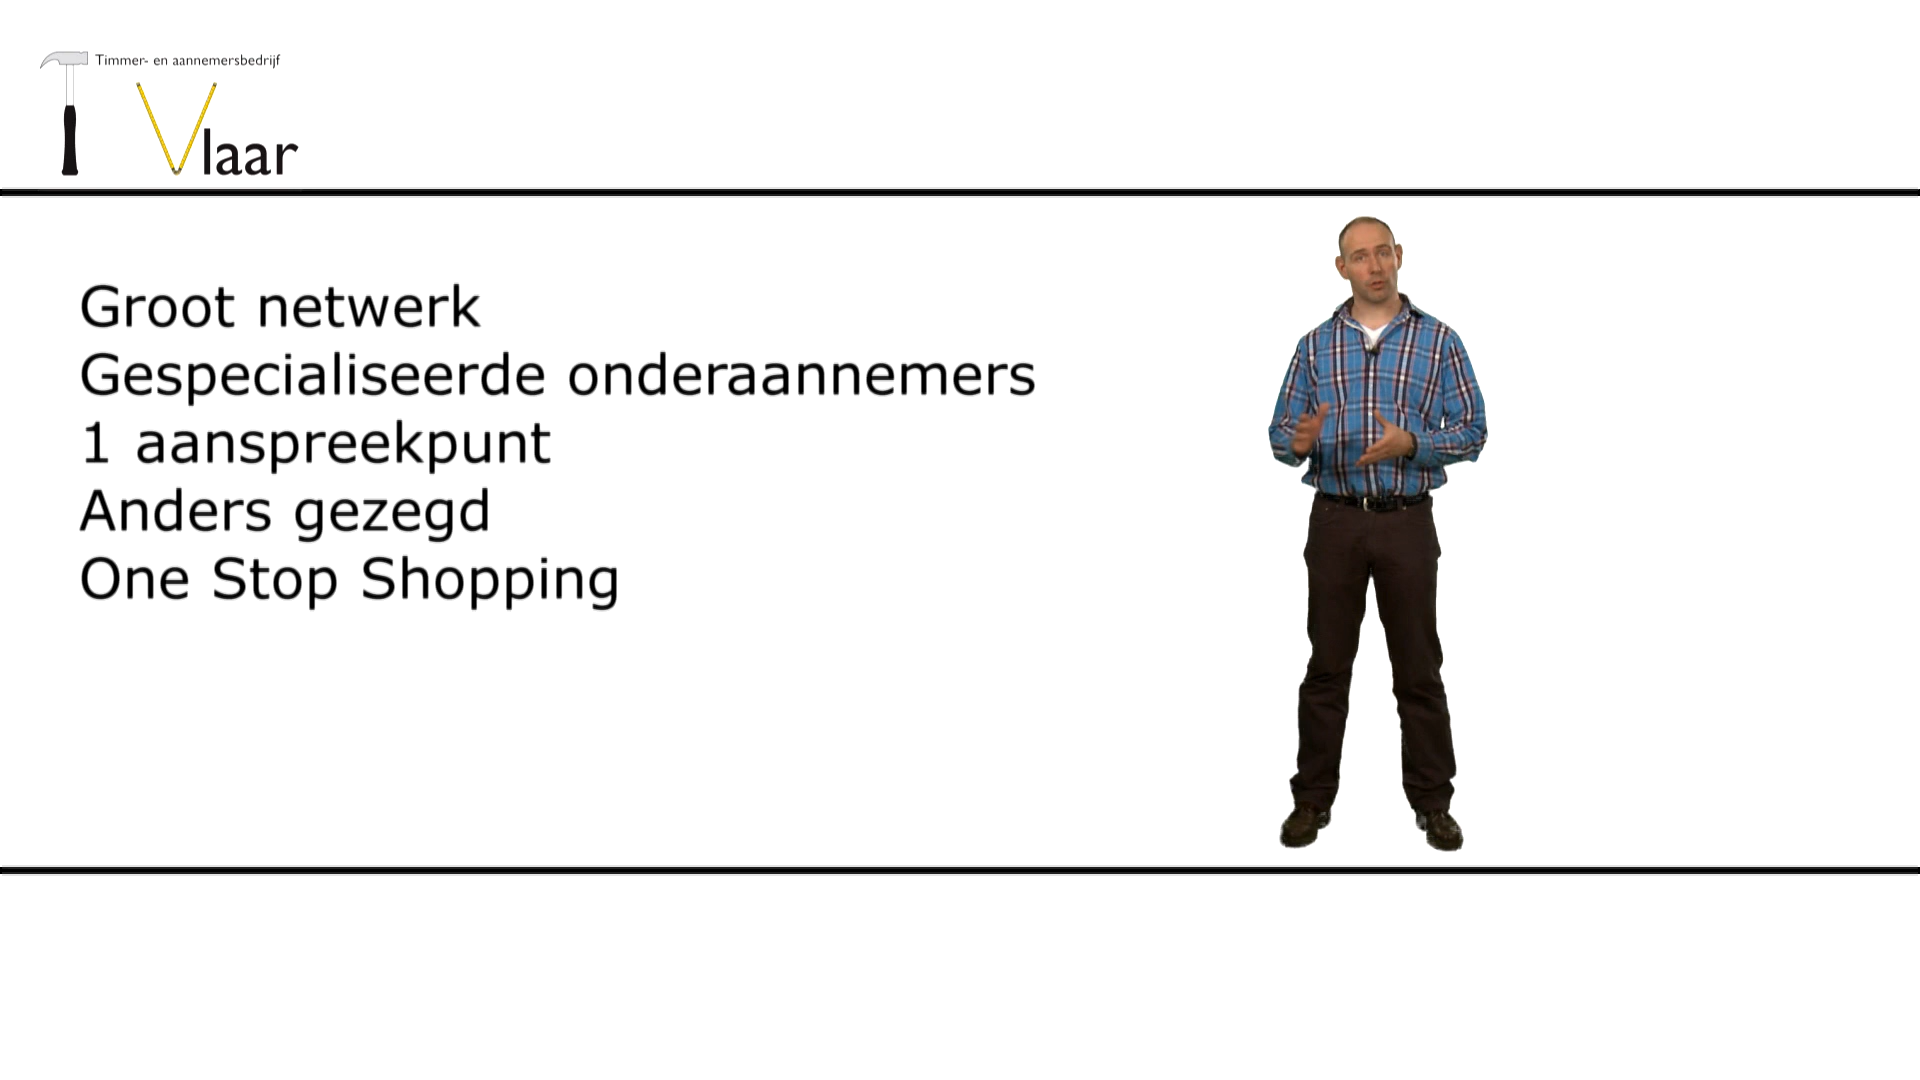 Timmer- en aannemersbedrijf
T Vlaar
Groot netwerk
Gespecialiseerde onderaannemers
1 aanspreekpunt
Anders gezegd
One Stop Shopping